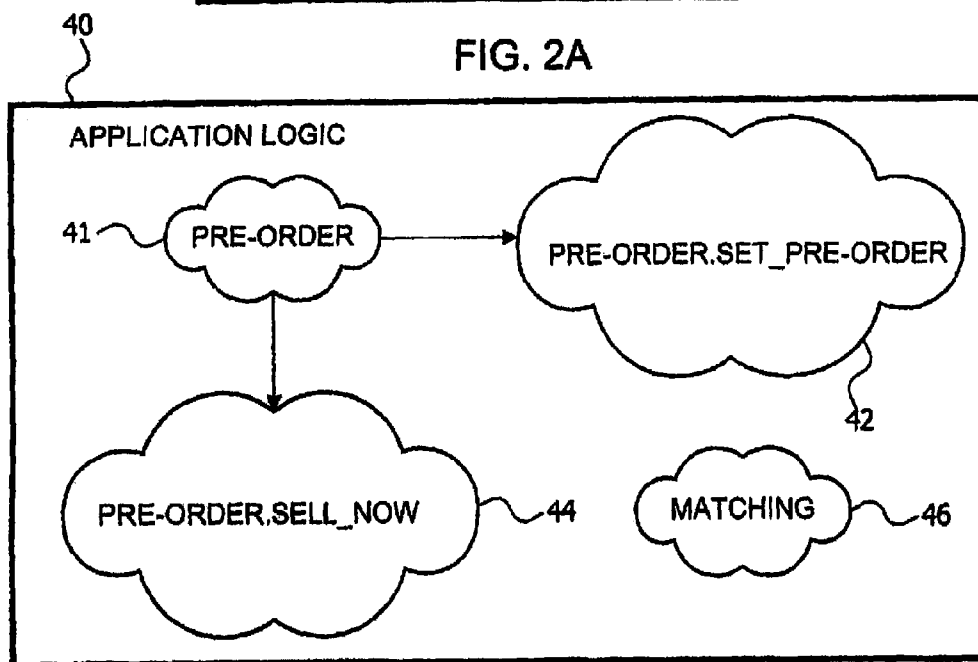 40
FIG. 2A
APPLICATION LOGIC
41
PRE-ORDER
PRE-ORDER.SET_PRE-ORDER
42
PRE-ORDER.SELL_NOW
44
MATCHING
46